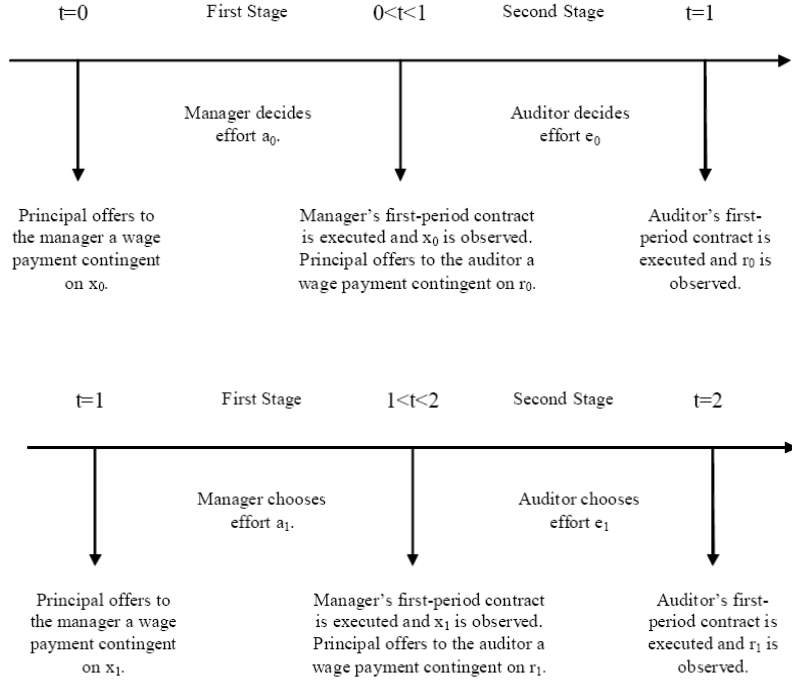 t=0 First Stage 0<t<1 Second Stage t=1
Manager decides
effort a₀.
Auditor decides
effort e₀
Principal offers to
the manager a wage
payment contingent
on x₀.
Manager's first-period contract
is executed and x₀ is observed.
Principal offers to the auditor a
wage payment contingent on r₀.
Auditor's first-
period contract is
executed and r₀ is
observed.
t=1 First Stage 1<t<2 Second Stage t=2
Manager chooses
effort a₁.
Auditor chooses
effort e₁
Principal offers to
the manager a wage
payment contingent
on x₁.
Manager's first-period contract
is executed and x₁ is observed.
Principal offers to the auditor a
wage payment contingent on r₁.
Auditor's first-
period contract is
executed and r₁ is
observed.